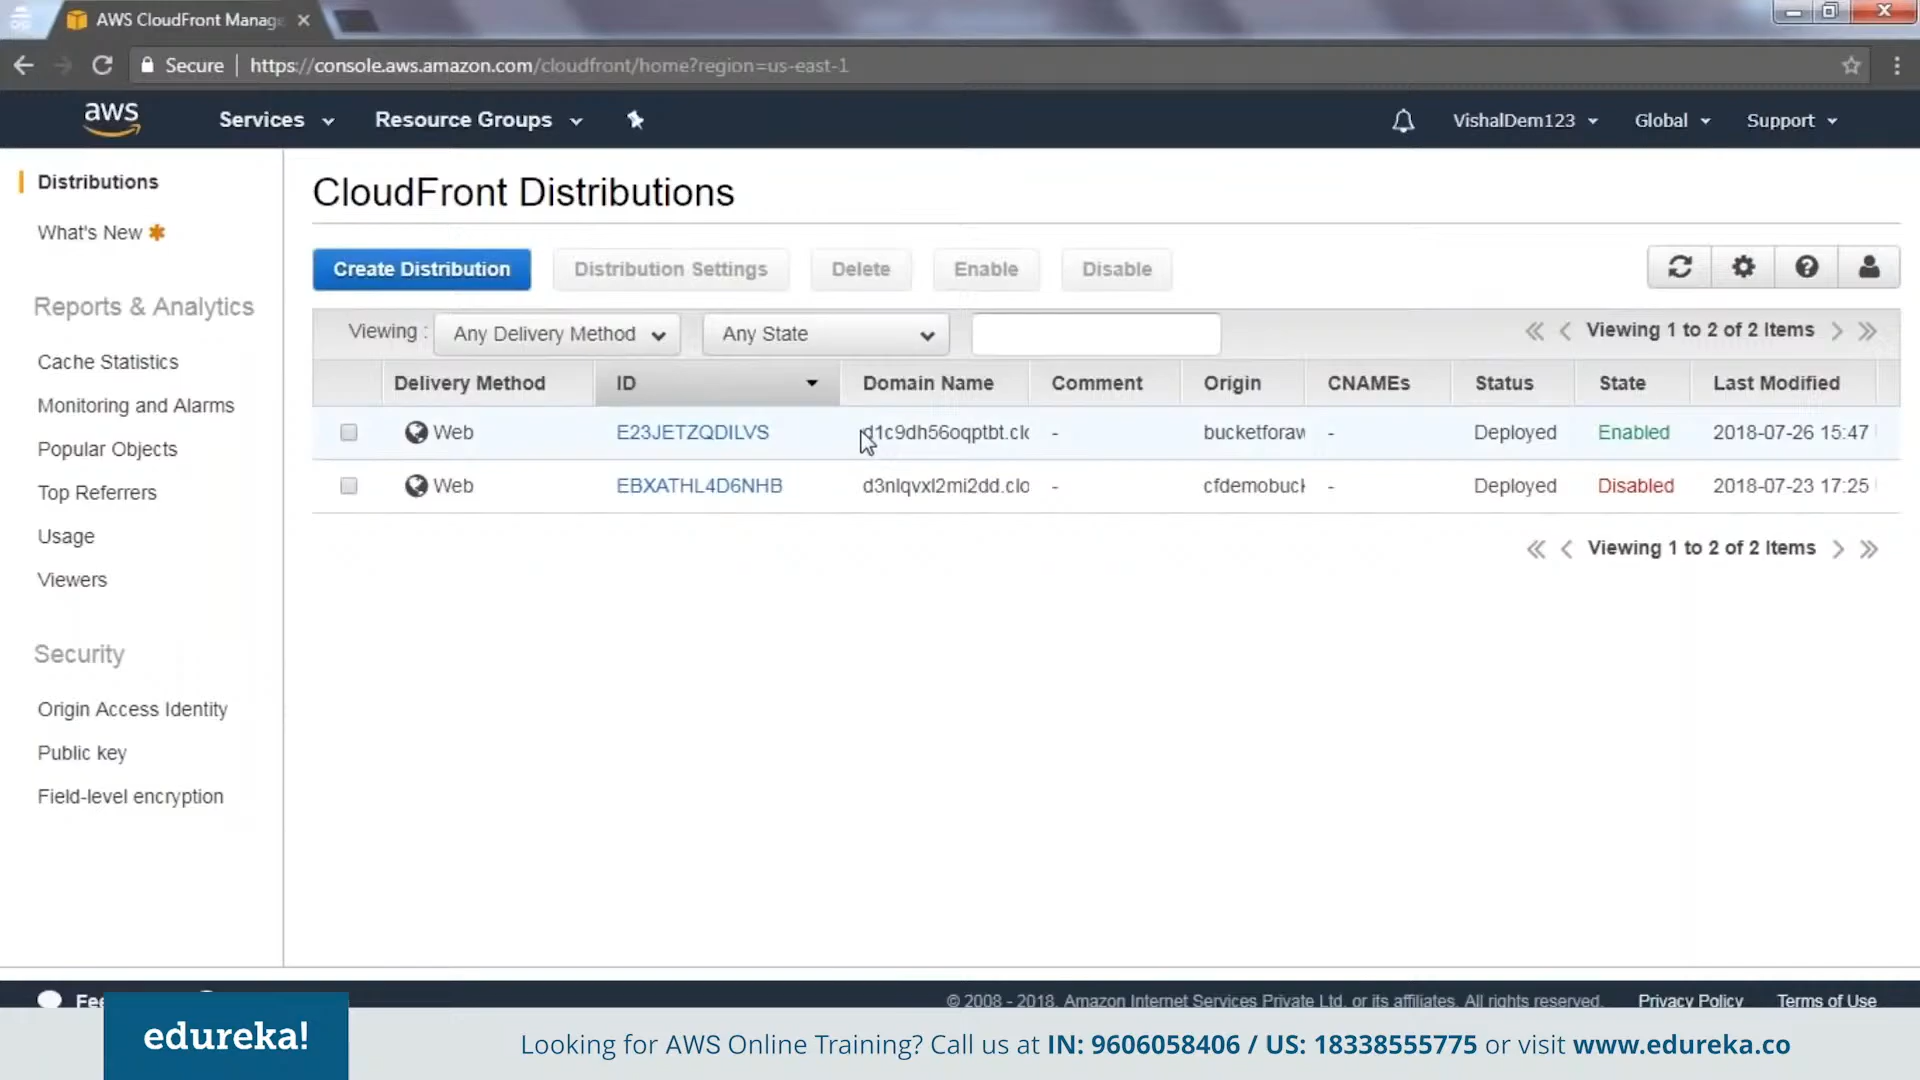 AWS CloudFront Manag
Secure | https://console.aws.amazon.com/cloudfront/home?region=us-east-1
aws Services Resource Groups VishalDem123 Global Support
Distributions
What's New
Reports & Analytics
Cache Statistics
Monitoring and Alarms
Popular Objects
Top Referrers
Usage
Viewers
Security
Origin Access Identity
Public key
Field-level encryption
CloudFront Distributions
Create Distribution Distribution Settings Delete Enable Disable
Viewing : Any Delivery Method Any State Viewing 1 to 2 of 2 Items
Delivery Method ID Domain Name Comment Origin CNAMEs Status State Last Modified
Web E23JETZQDILVS d1c9dh56oqptbt.clo - bucketforaw - Deployed Enabled 2018-07-26 15:47
Web EBXATHL4D6NHB d3nlqvxl2mi2dd.clo - cfdemobuck - Deployed Disabled 2018-07-23 17:25
Viewing 1 to 2 of 2 Items
Fee © 2008 - 2018, Amazon Internet Services Private Ltd. or its affiliates. All rights reserved. Privacy Policy Terms of Use
edureka! Looking for AWS Online Training? Call us at IN: 9606058406 / US: 18338555775 or visit www.edureka.co